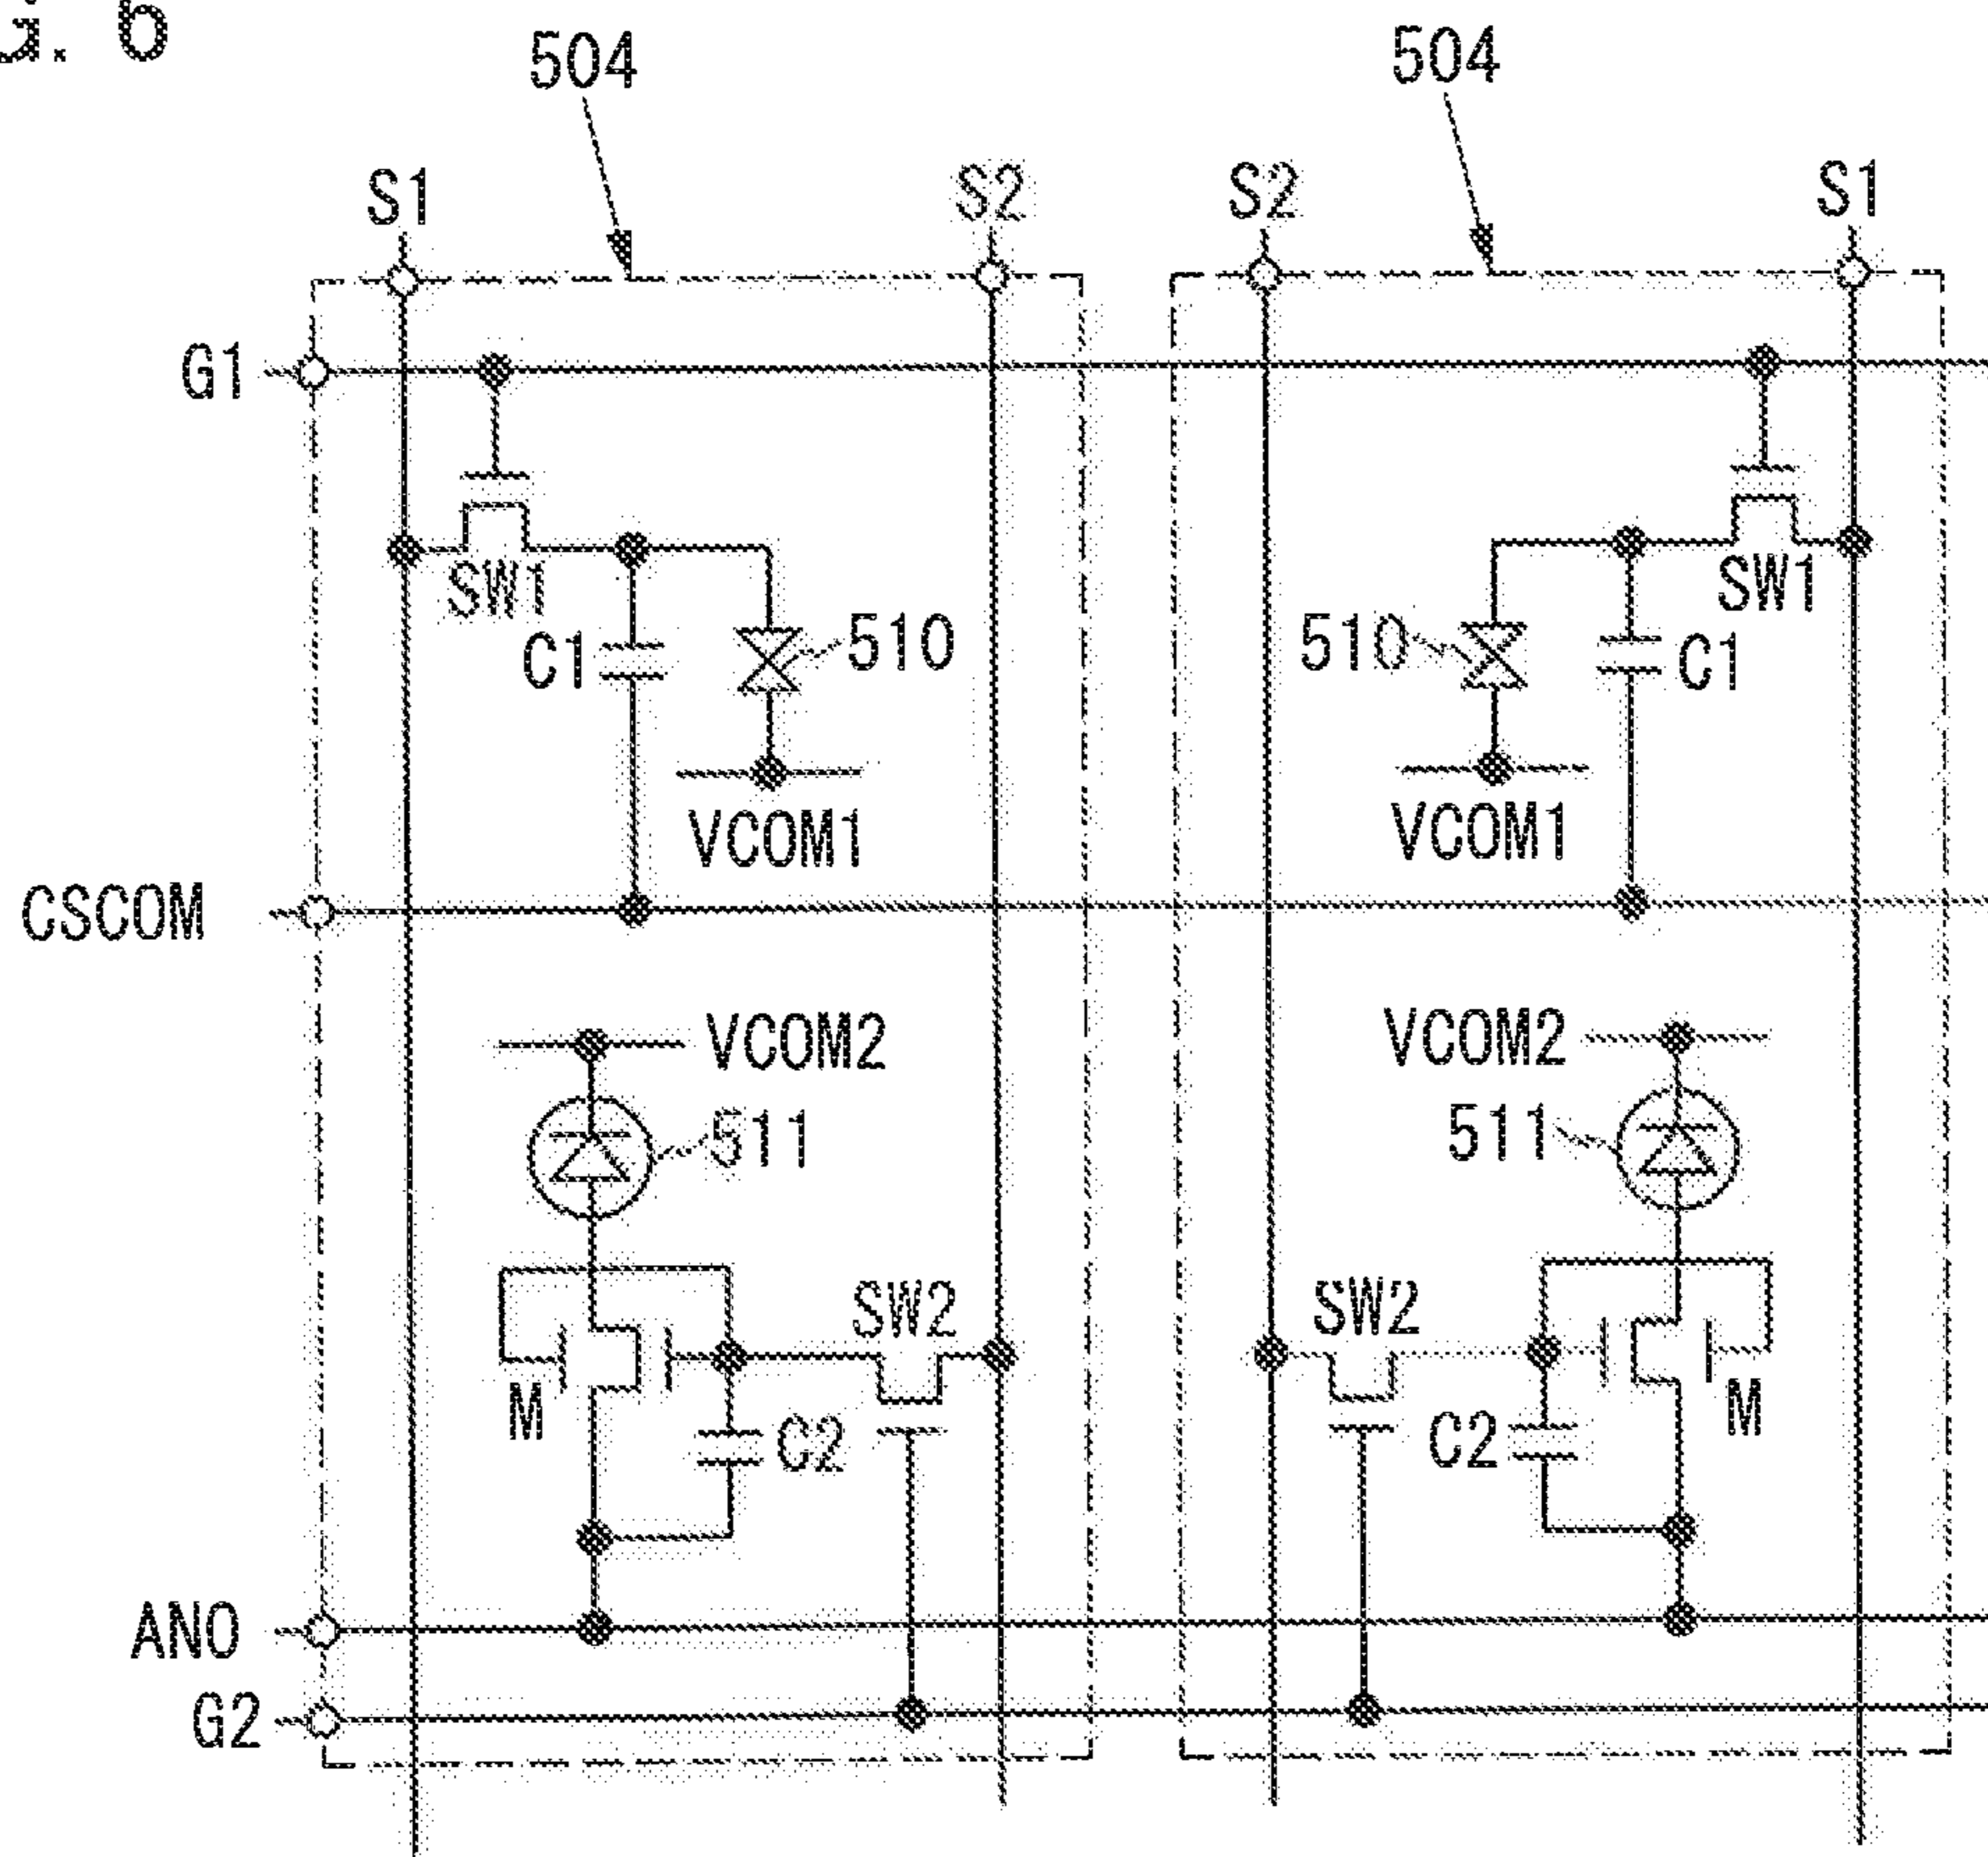 G. 6
504 504
S1 S2 S2 S1
G1
SW1 SW1
C1 510 510 C1
VCOM1 VCOM1
CSCOM
VCOM2 VCOM2
511 511
SW2 SW2
M M
C2 C2
ANO
G2